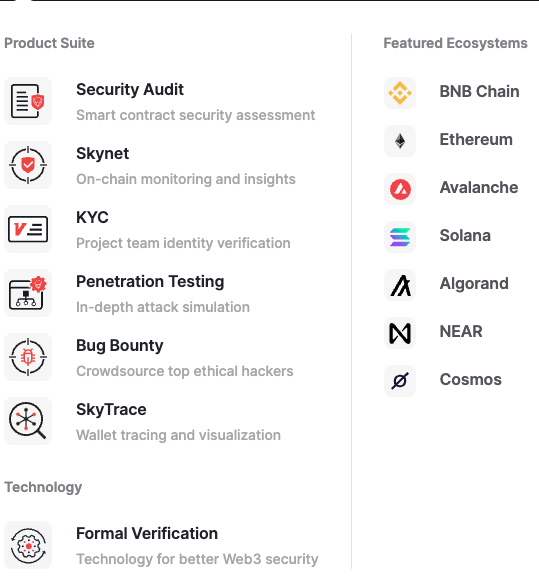 Product Suite
Security Audit
Smart contract security assessment
Skynet
On-chain monitoring and insights
KYC
Project team identity verification
Penetration Testing
In-depth attack simulation
Bug Bounty
Crowdsource top ethical hackers
SkyTrace
Wallet tracing and visualization
Technology
Formal Verification
Technology for better Web3 security
Featured Ecosystems
BNB Chain
Ethereum
Avalanche
Solana
Algorand
NEAR
Cosmos